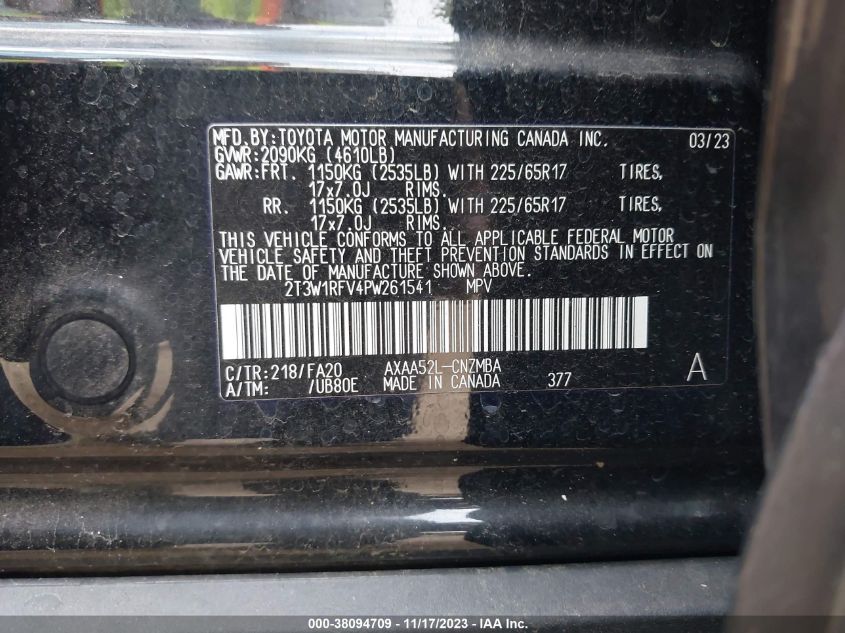 MFD.BY:TOYOTA MOTOR MANUFACTURING CANADA INC. 03/23
GVWR:2090KG (4610LB)
GAWR:FRT. 1150KG (2535LB) WITH 225/65R17 TIRES,
17x7.0J RIMS.
RR. 1150KG (2535LB) WITH 225/65R17 TIRES,
17x7.0J RIMS.
THIS VEHICLE CONFORMS TO ALL APPLICABLE FEDERAL MOTOR
VEHICLE SAFETY AND THEFT PREVENTION STANDARDS IN EFFECT ON
THE DATE OF MANUFACTURE SHOWN ABOVE.
2T3W1RFV4PW261541 MPV
C/TR:218/FA20 AXAA52L-CNZMBA
A/TM: /UB80E MADE IN CANADA 377 A
000-38094709 - 11/17/2023 - IAA Inc.